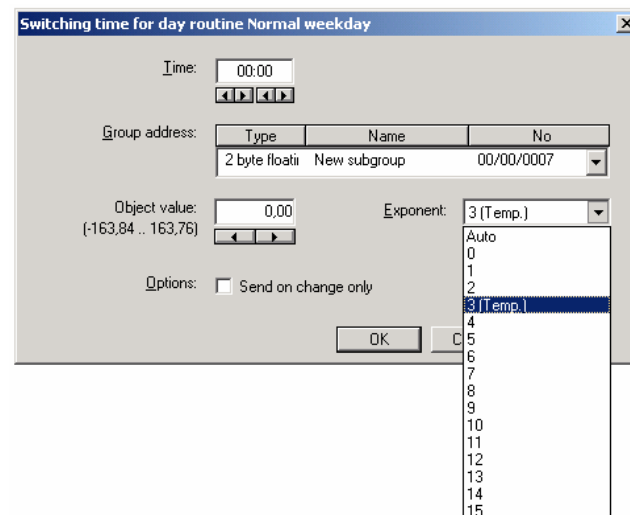 Switching time for day routine Normal weekday
Time: 00:00
Group address: Type Name No
2 byte floatii New subgroup 00/00/0007
Object value: 0,00 Exponent: 3 (Temp.)
(-163,84 .. 163,76)
Auto
0
1
2
3 (Temp.)
Options: Send on change only
4
OK C 5
6
7
8
9
10
11
12
13
14
15